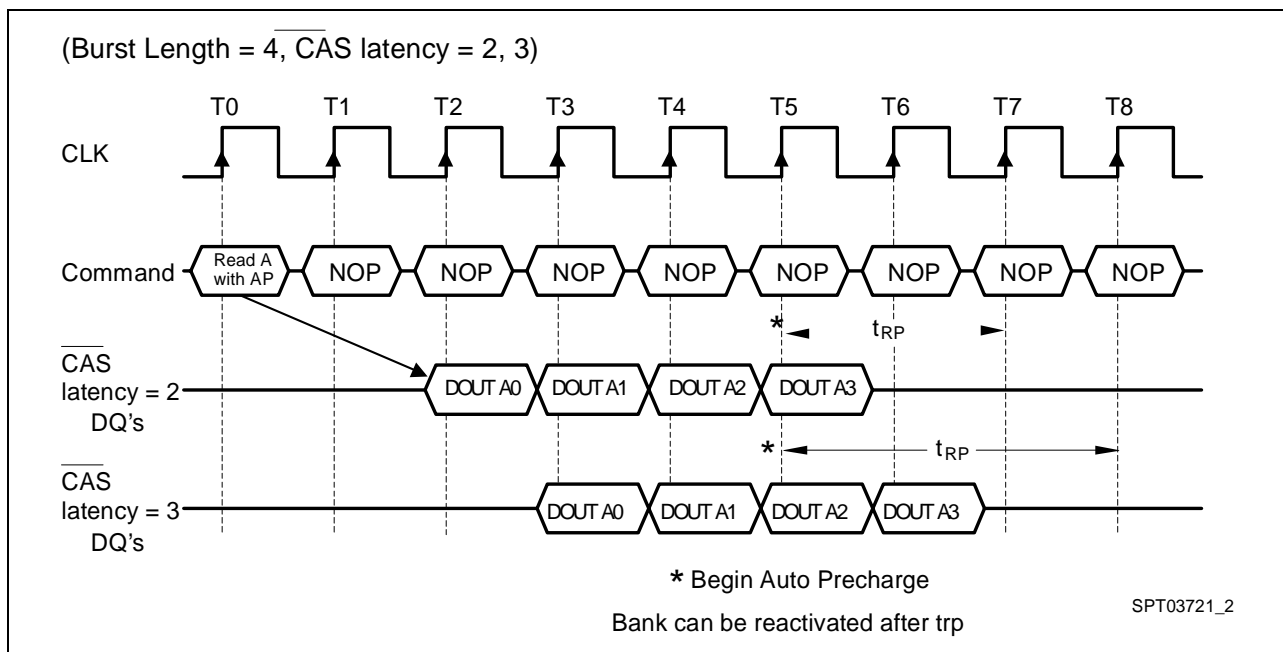 (Burst Length = 4, CAS latency = 2, 3)
T0 T1 T2 T3 T4 T5 T6 T7 T8
CLK
Command Read A with AP NOP NOP NOP NOP NOP NOP NOP NOP
* tRP
CAS
latency = 2
DQ's
DOUT A0 DOUT A1 DOUT A2 DOUT A3
* tRP
CAS
latency = 3
DQ's
DOUT A0 DOUT A1 DOUT A2 DOUT A3
* Begin Auto Precharge
Bank can be reactivated after trp
SPT03721_2